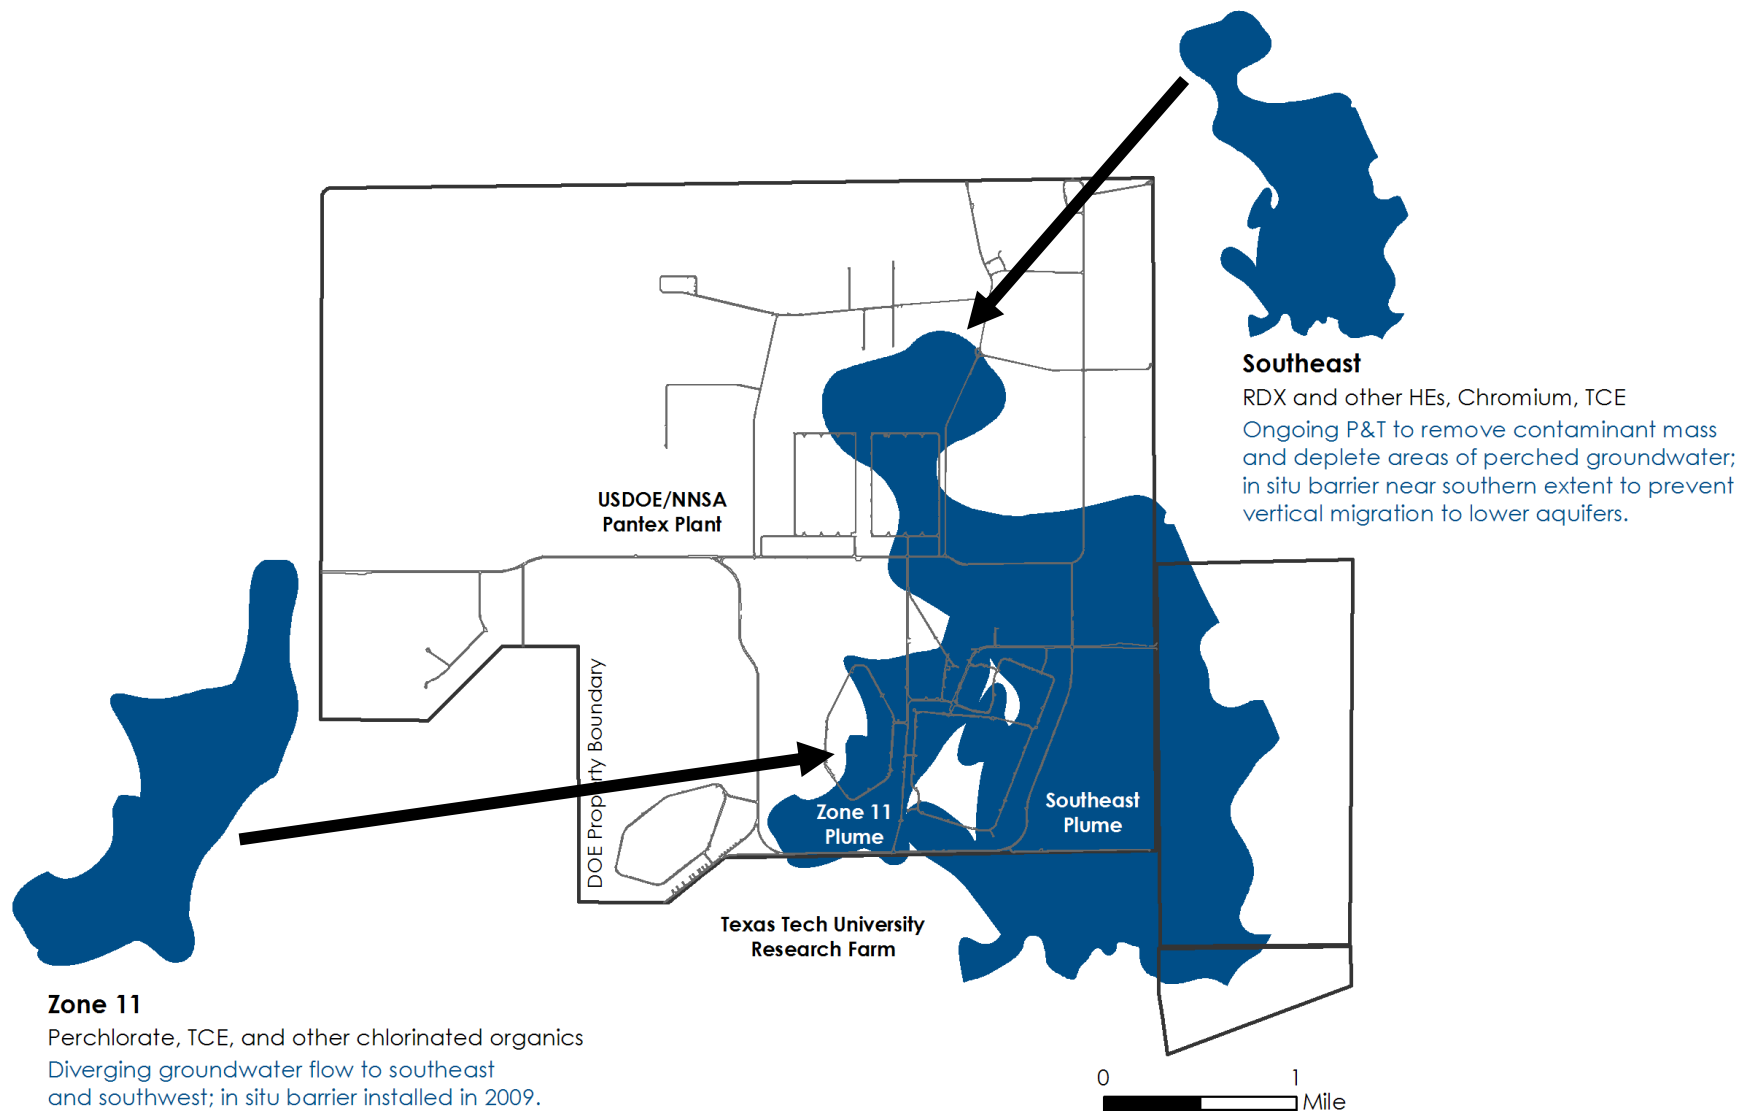 Southeast
RDX and other HEs, Chromium, TCE
Ongoing P&T to remove contaminant mass
and deplete areas of perched groundwater;
in situ barrier near southern extent to prevent
vertical migration to lower aquifers.
USDOE/NNSA
Pantex Plant
DOE Property Boundary
Zone 11
Plume
Southeast
Plume
Texas Tech University
Research Farm
Zone 11
Perchlorate, TCE, and other chlorinated organics
Diverging groundwater flow to southeast
and southwest; in situ barrier installed in 2009.
0 1
Mile